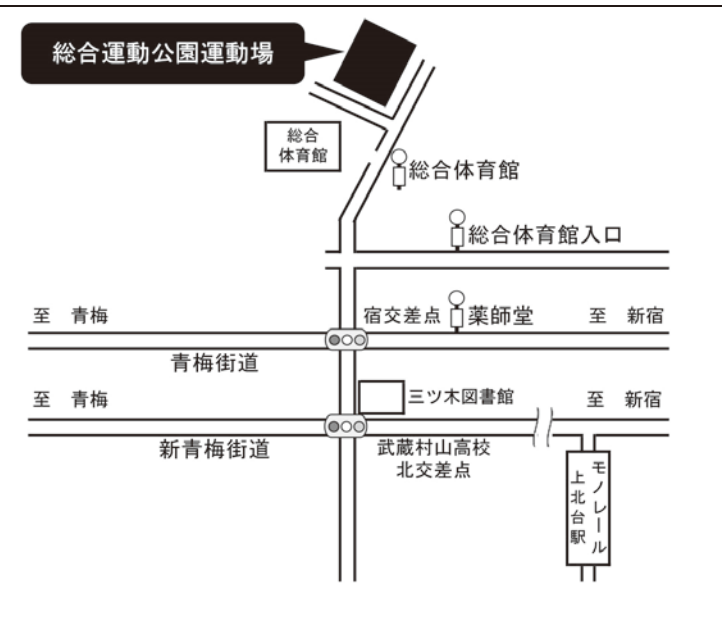 総合運動公園運動場
総合
体育館
総合体育館
総合体育館入口
至 青梅
宿交差点
薬師堂
至 新宿
青梅街道
至 青梅
三ツ木図書館
至 新宿
新青梅街道
武蔵村山高校
北交差点
モノレール
上北台駅